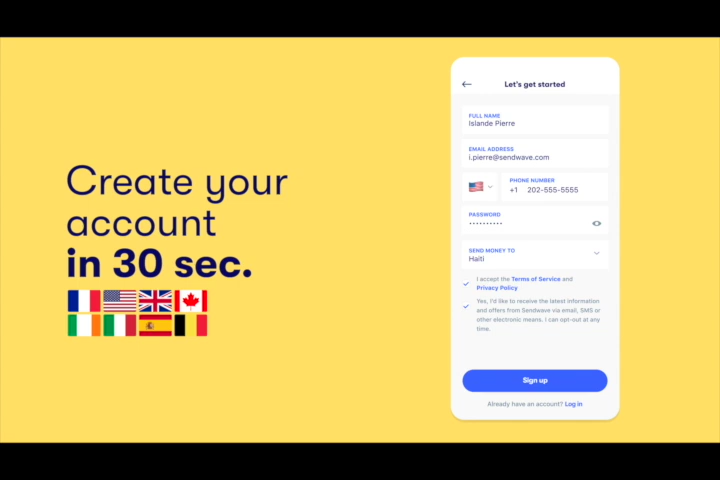 Create your
account
in 30 sec.
Let's get started
FULL NAME
Islande Pierre
EMAIL ADDRESS
i.pierre@sendwave.com
PHONE NUMBER
+1 202-555-5555
PASSWORD
••••••••••
SEND MONEY TO
Haiti
I accept the Terms of Service and
Privacy Policy
Yes, I'd like to receive the latest information
and offers from Sendwave via email, SMS or
other electronic means. I can opt-out at any
time.
Sign up
Already have an account? Log in